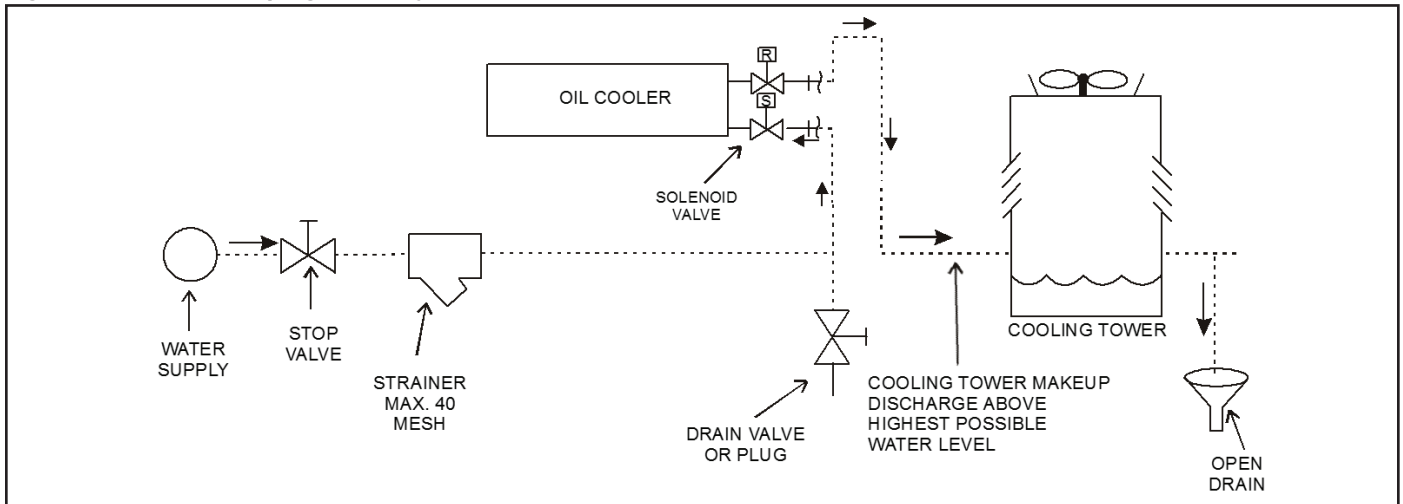 R
OIL COOLER
S
SOLENOID
VALVE
WATER
SUPPLY
STOP
VALVE
STRAINER
MAX. 40
MESH
DRAIN VALVE
OR PLUG
COOLING TOWER MAKEUP
DISCHARGE ABOVE
HIGHEST POSSIBLE
WATER LEVEL
COOLING TOWER
OPEN
DRAIN